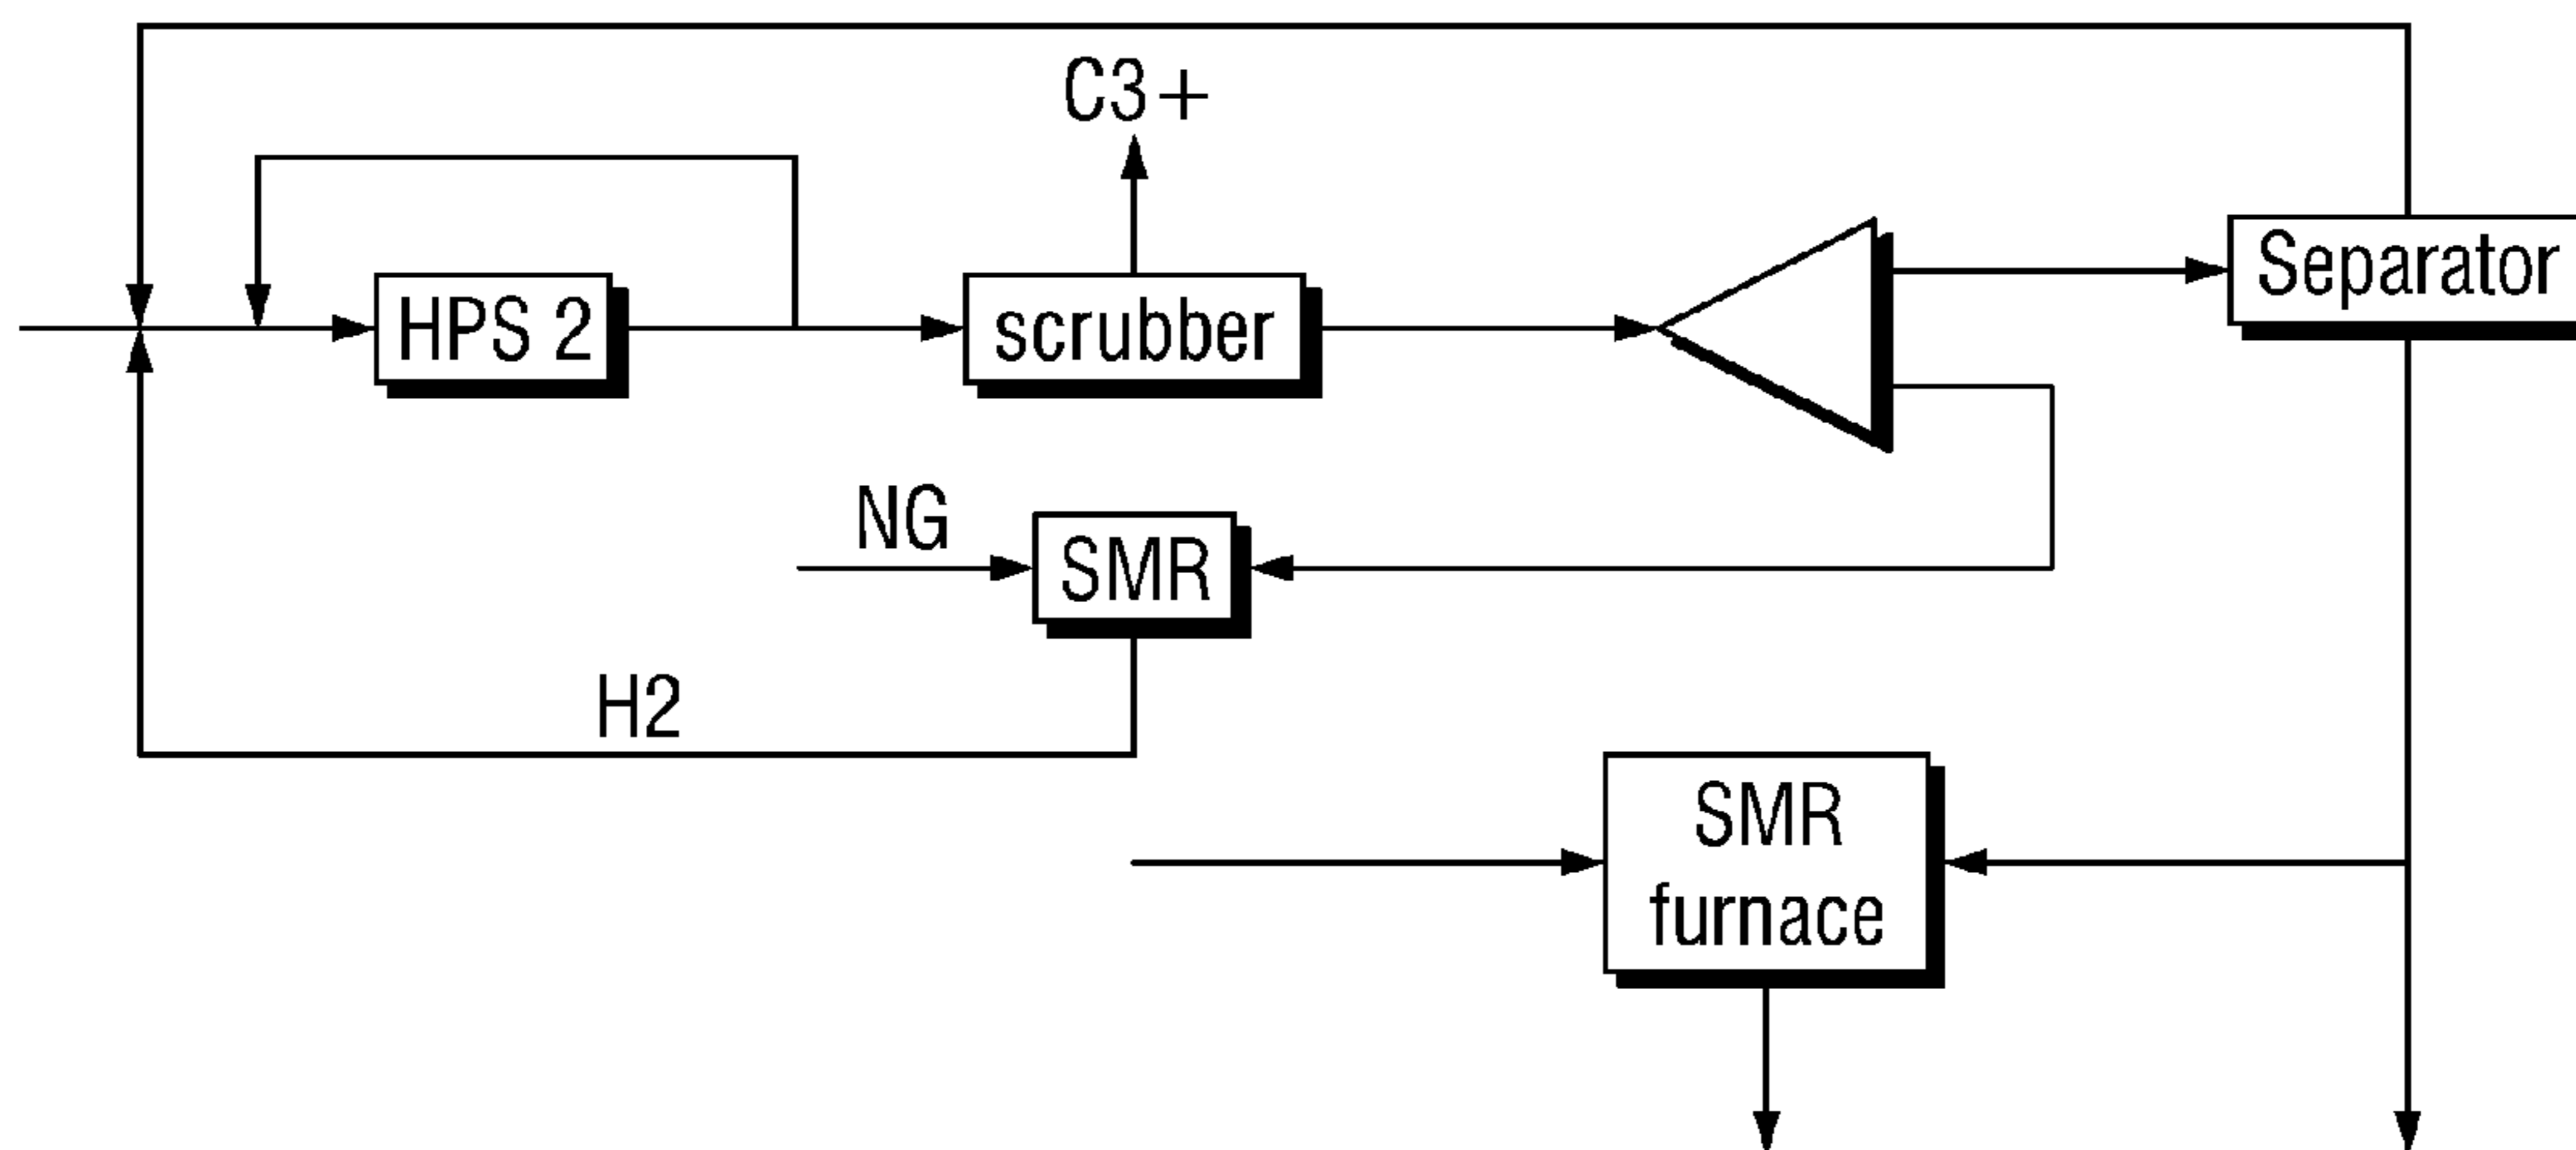 C3+
HPS 2
scrubber
Separator
NG
SMR
H2
SMR
furnace